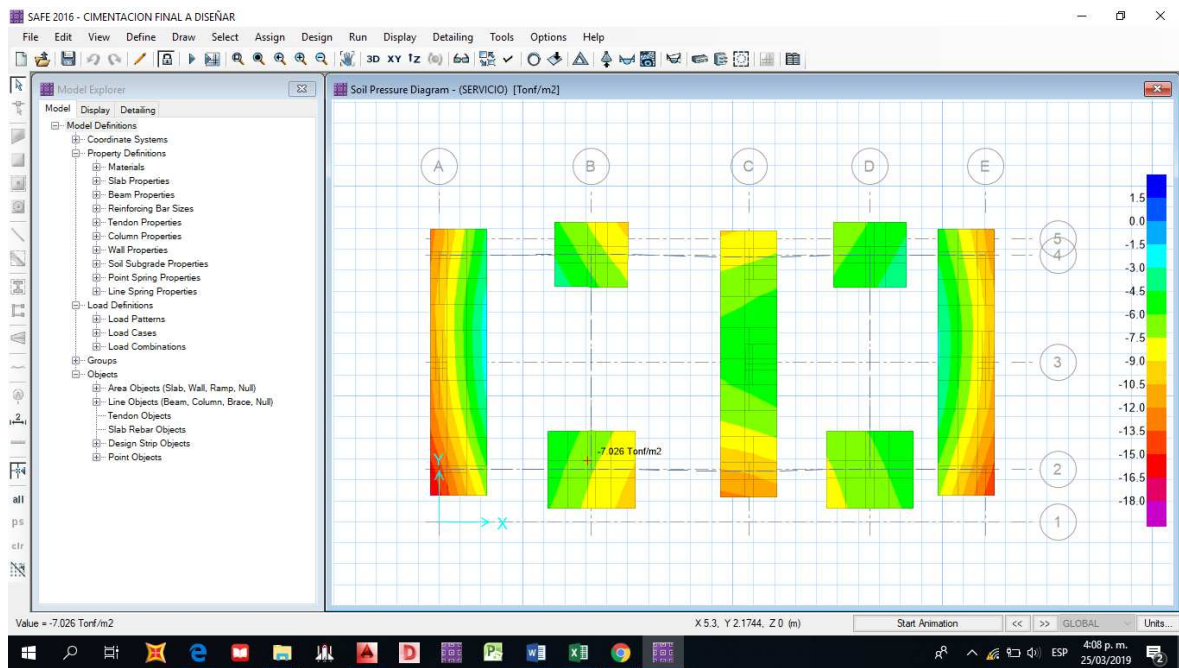 SAFE 2016 - CIMENTACION FINAL A DISEÑAR
File Edit View Define Draw Select Assign Design Run Display Detailing Tools Options Help
3D XY
Model Explorer
Model Display Detailing
Model Definitions
Coordinate Systems
Property Definitions
Materials
Slab Properties
Beam Properties
Reinforcing Bar Sizes
Tendon Properties
Column Properties
Wall Properties
Soil Subgrade Properties
Point Spring Properties
Line Spring Properties
Load Definitions
Load Patterns
Load Cases
Load Combinations
Groups
Objects
Area Objects (Slab, Wall, Ramp, Null)
Line Objects (Beam, Column, Brace, Null)
Tendon Objects
Slab Rebar Objects
Design Strip Objects
Point Objects
all
ps
clr
Soil Pressure Diagram - (SERVICIO) [Tonf/m2]
A B C D E
5
4
3
2
1
-7.026 Tonf/m2
Y
X
1.5
0.0
-1.5
-3.0
-4.5
-6.0
-7.5
-9.0
-10.5
-12.0
-13.5
-15.0
-16.5
-18.0
Value = -7.026 Tonf/m2 X 5.3, Y 2.1744, Z 0 (m) Start Animation << >> GLOBAL Units...
ESP 4:08 p. m.
25/03/2019